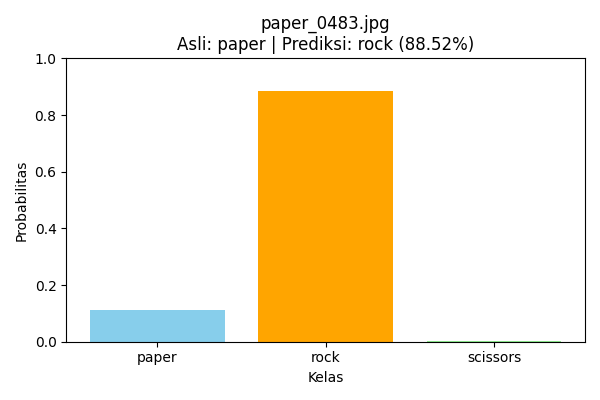 paper_0483.jpg
Asli: paper | Prediksi: rock (88.52%)
1.0
0.8
0.6
0.4
0.2
0.0
Probabilitas
paper rock scissors
Kelas